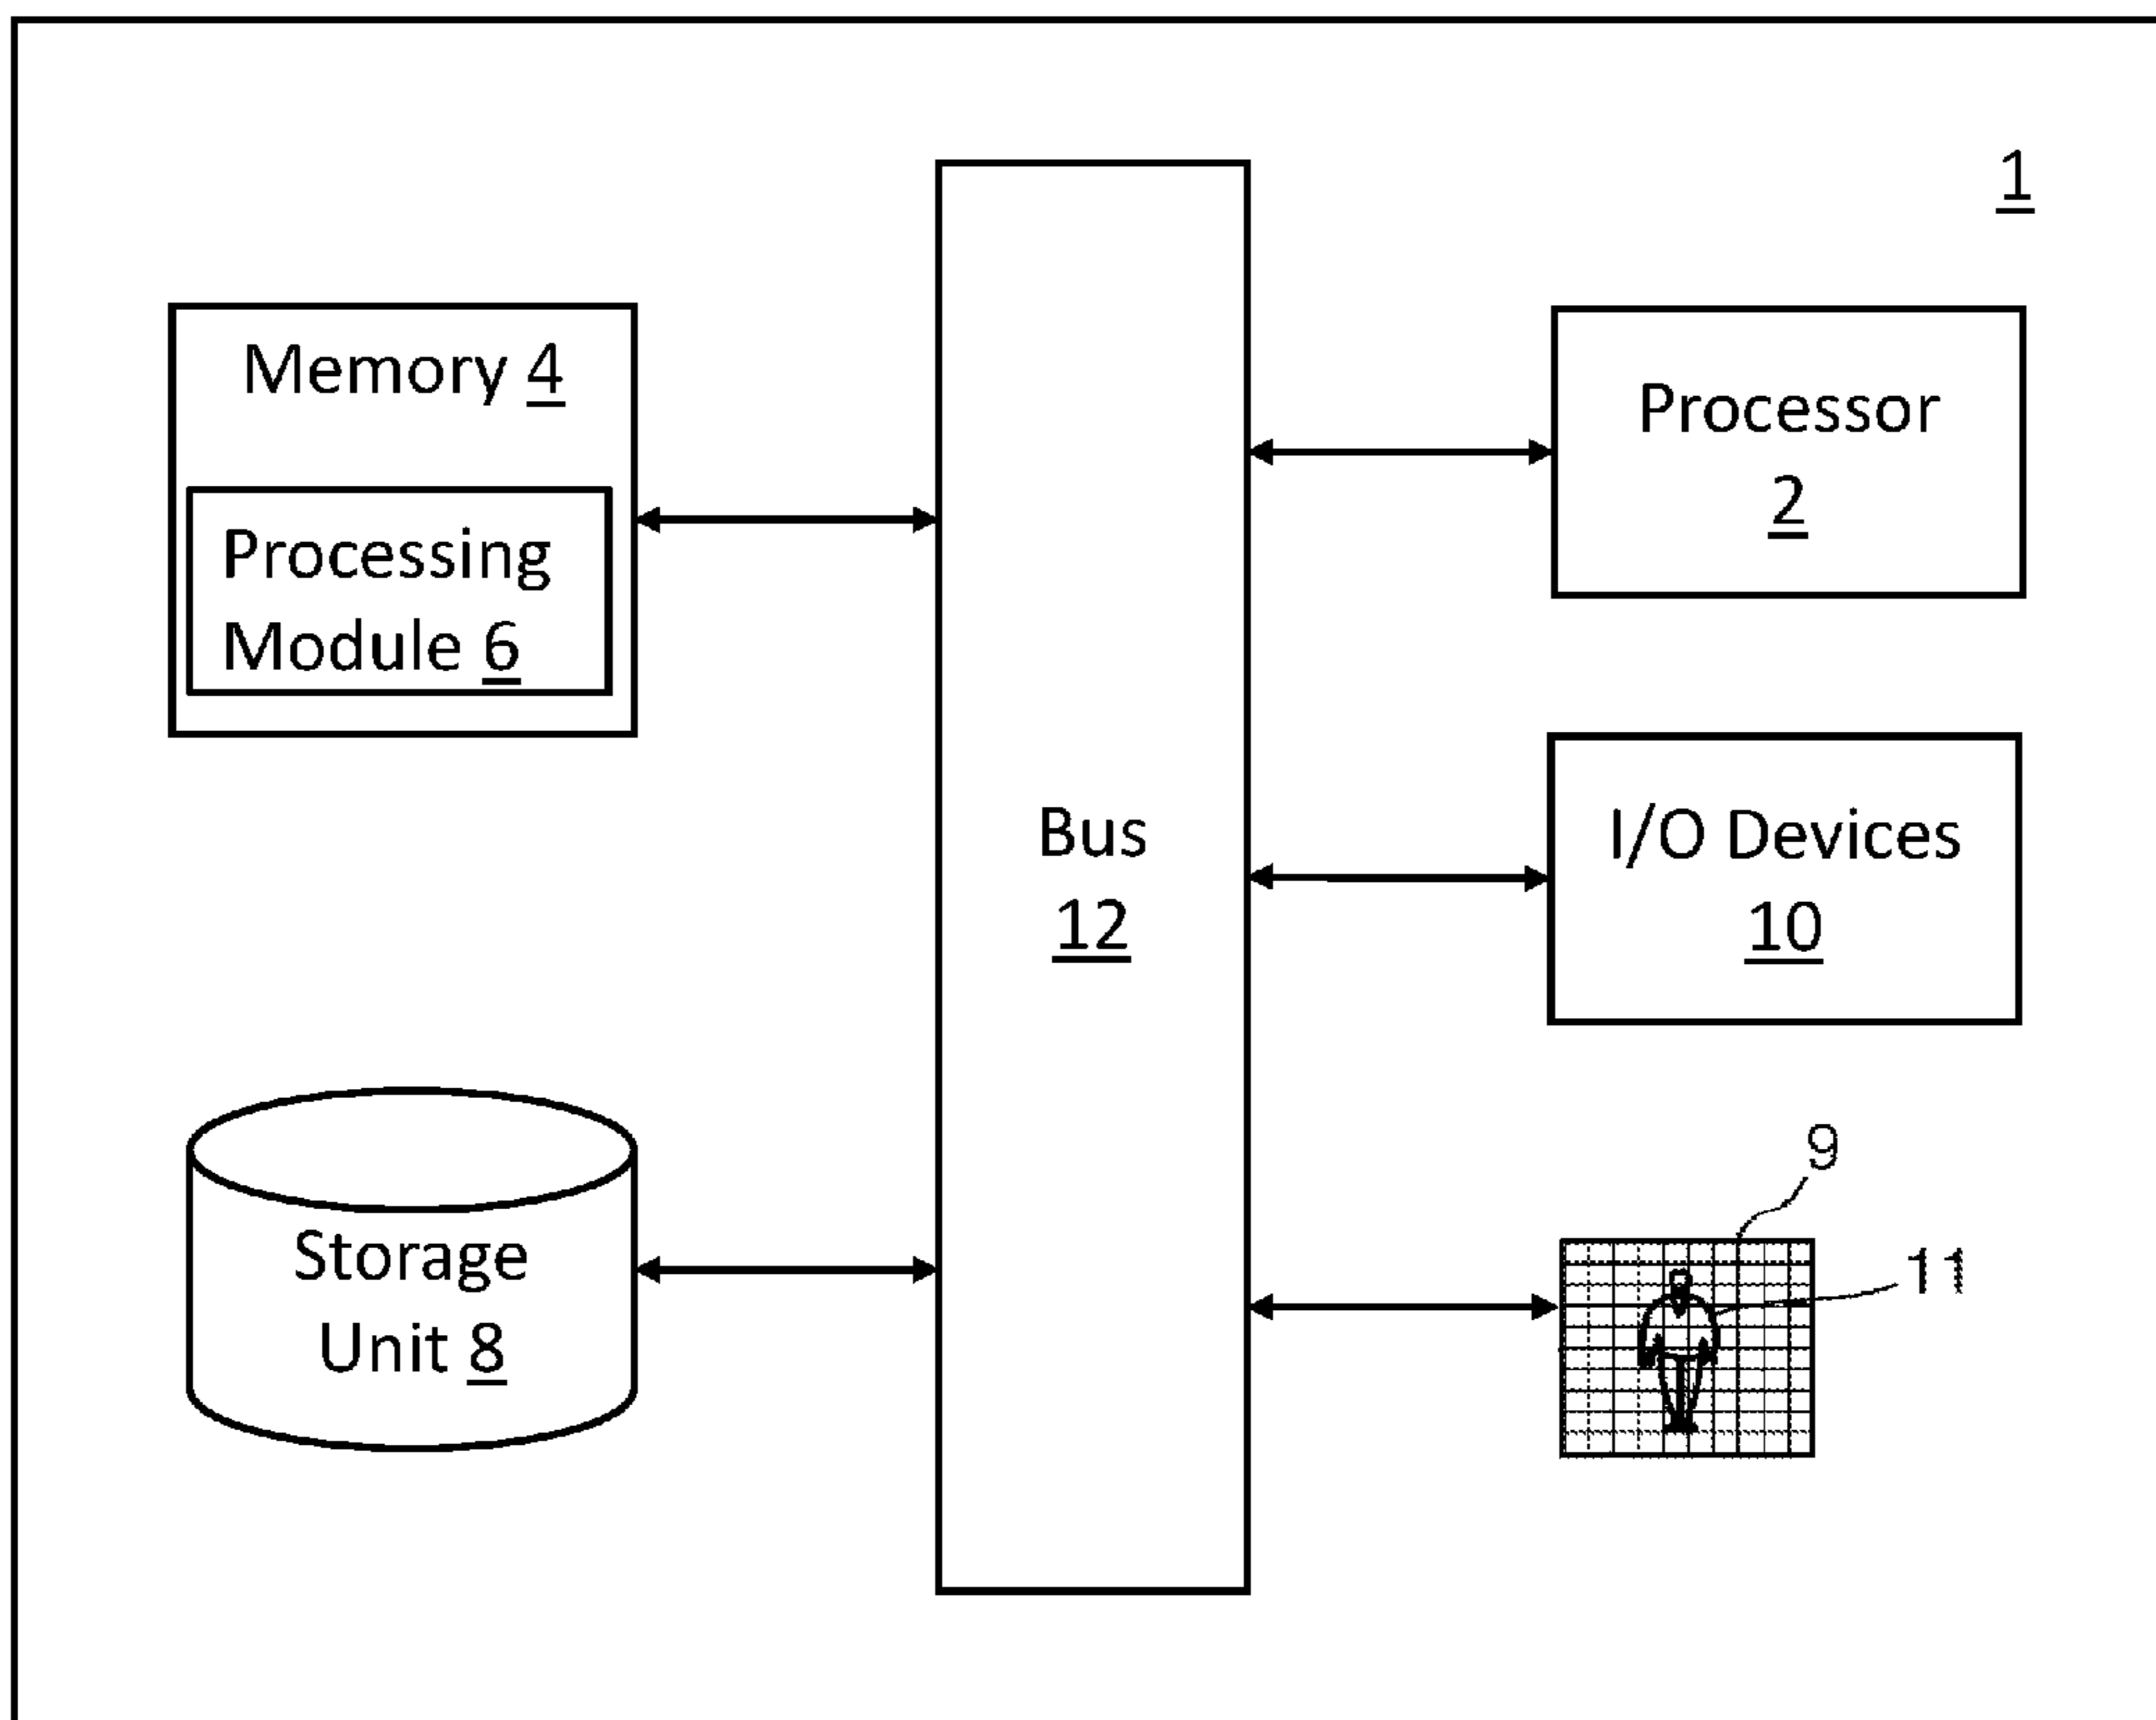 1
Memory 4
Processing
Module 6
Processor
2
Bus
12
I/O Devices
10
Storage
Unit 8
9
11